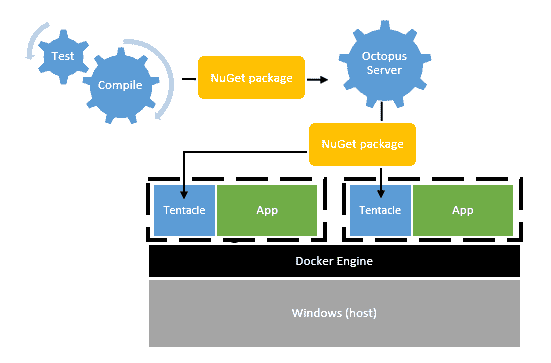 Test
Compile
NuGet package
Octopus
Server
NuGet package
Tentacle
App
Tentacle
App
Docker Engine
Windows (host)